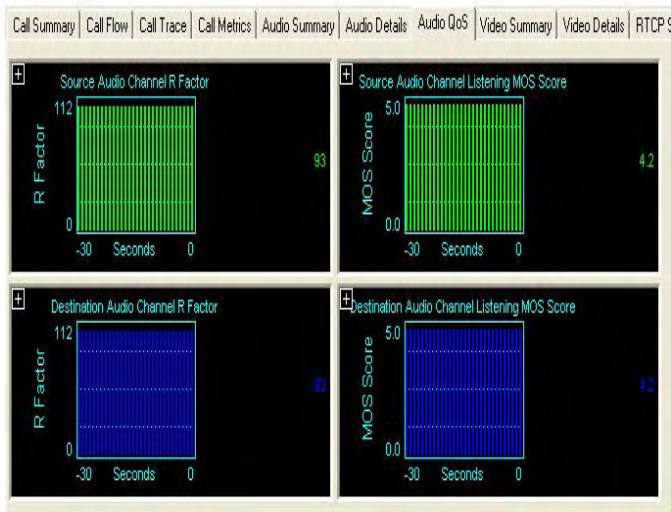 Call Summary Call Flow Call Trace Call Metrics Audio Summary Audio Details Audio QoS Video Summary Video Details RTCP S
+ Source Audio Channel R Factor
112
R Factor
93
0
-30 Seconds 0
+ Source Audio Channel Listening MOS Score
5.0
MOS Score
4.2
0.0
-30 Seconds 0
+ Destination Audio Channel R Factor
112
R Factor
0
-30 Seconds 0
+ Destination Audio Channel Listening MOS Score
5.0
MOS Score
4.2
0.0
-30 Seconds 0